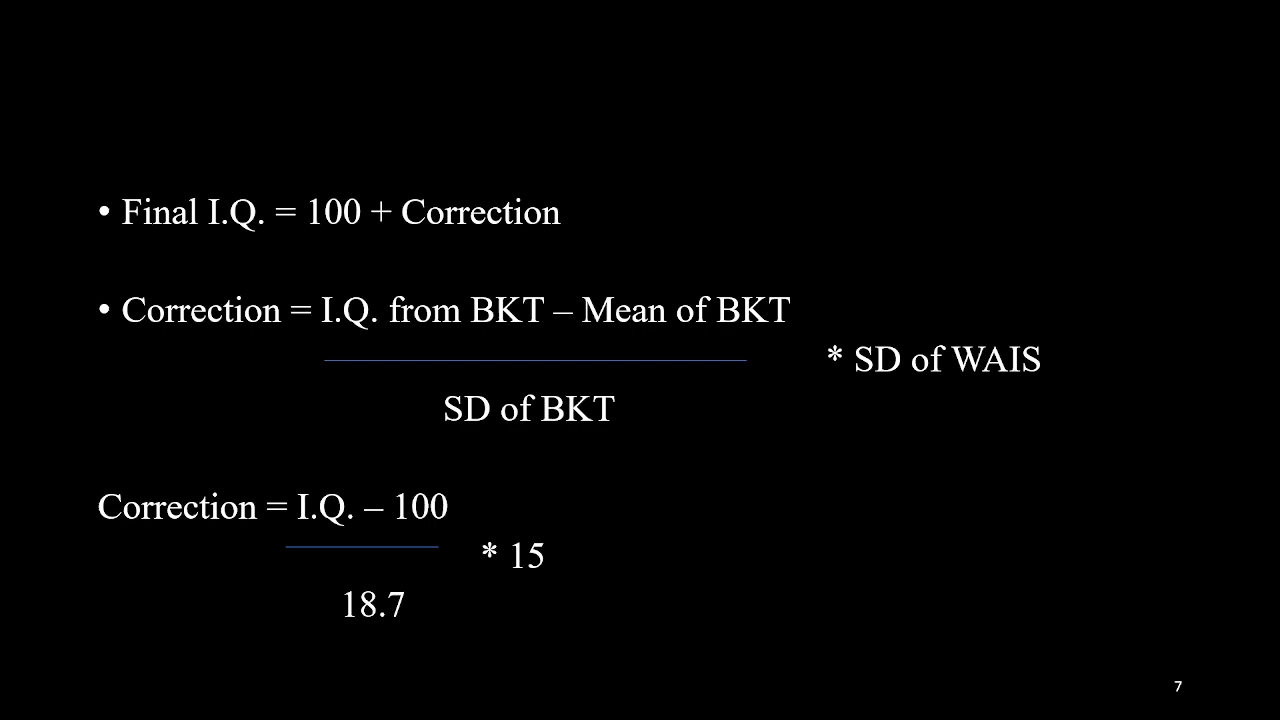 • Final I.Q. = 100 + Correction
• Correction = I.Q. from BKT – Mean of BKT
* SD of WAIS
SD of BKT
Correction = I.Q. – 100
* 15
18.7
7